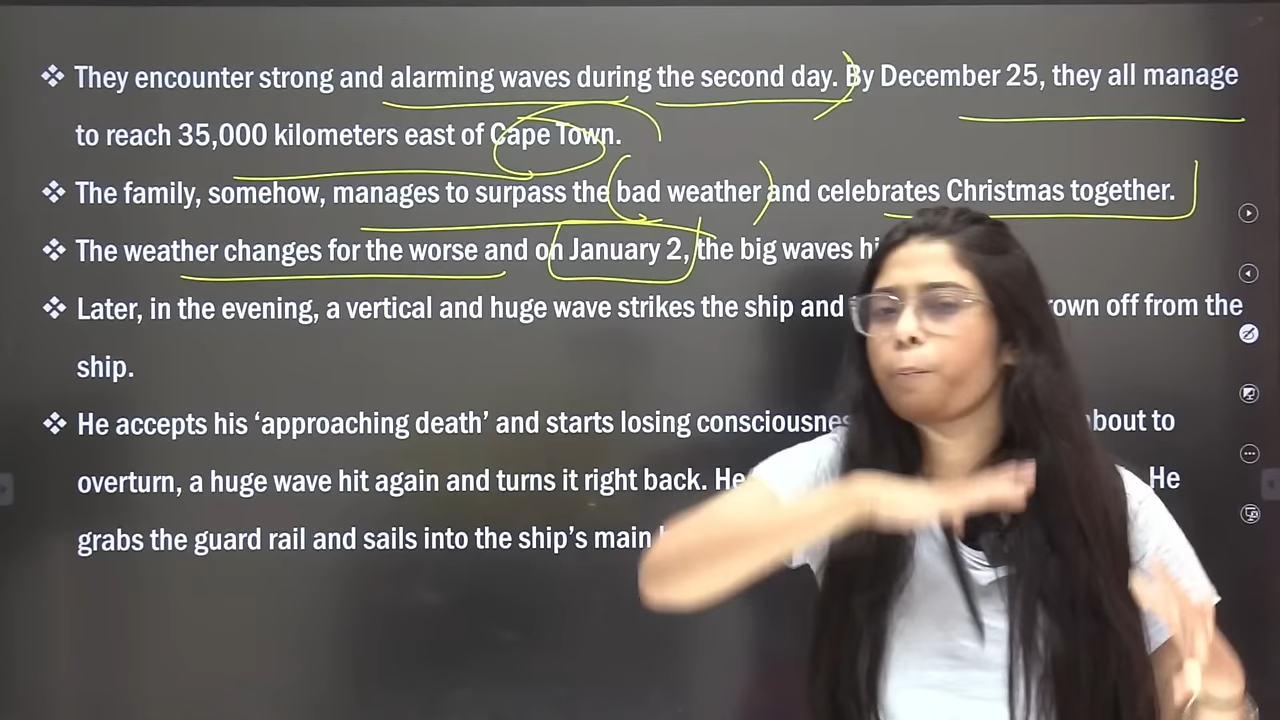 ❖ They encounter strong and alarming waves during the second day. By December 25, they all manage
to reach 35,000 kilometers east of Cape Town.
❖ The family, somehow, manages to surpass the bad weather and celebrates Christmas together.
❖ The weather changes for the worse and on January 2, the big waves
❖ Later, in the evening, a vertical and huge wave strikes the ship and off from the
ship.
❖ He accepts his ‘approaching death’ and starts losing to
overturn, a huge wave hit again and turns it right back. He He
grabs the guard rail and sails into the ship’s main